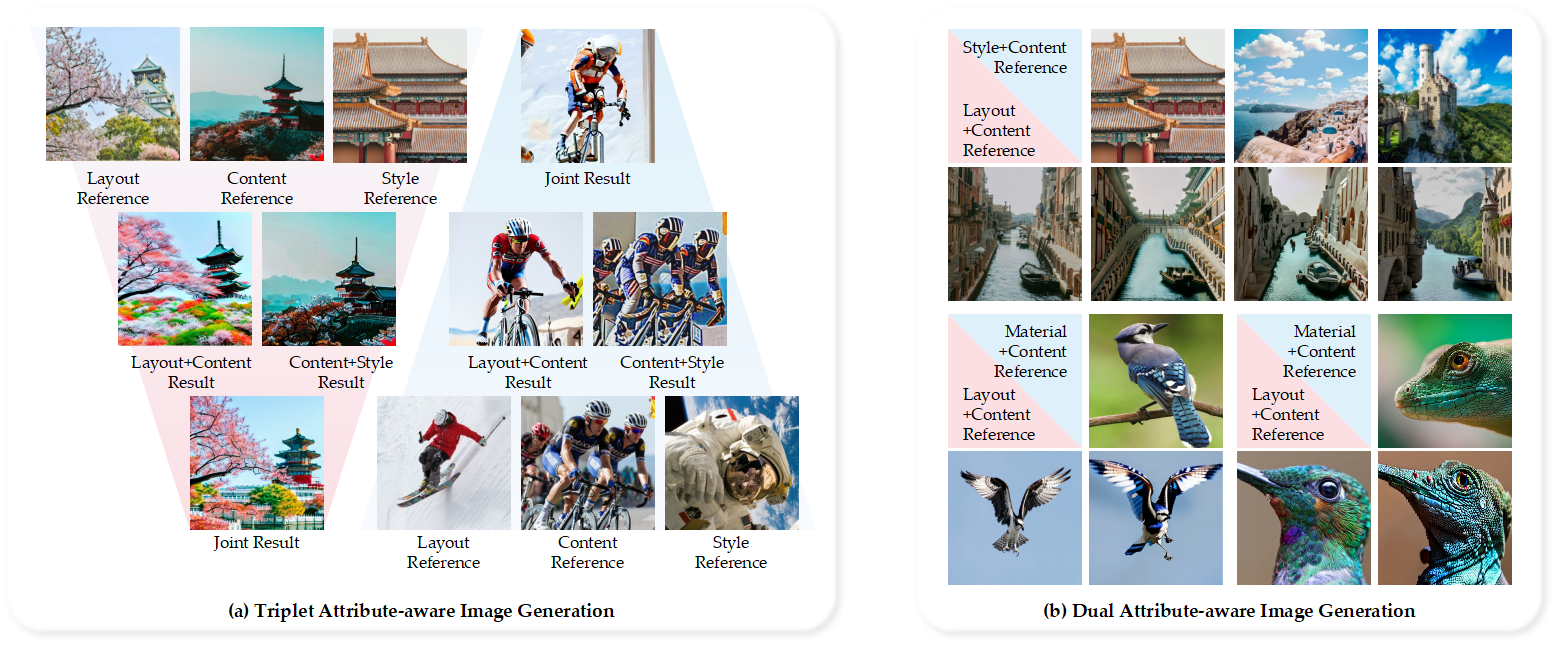 Layout
Reference
Content
Reference
Style
Reference
Joint Result
Layout+Content
Result
Content+Style
Result
Layout+Content
Result
Content+Style
Result
Joint Result
Layout
Reference
Content
Reference
Style
Reference
(a) Triplet Attribute-aware Image Generation
Style+Content
Reference
Layout
+Content
Reference
Material
+Content
Reference
Layout
+Content
Reference
Material
+Content
Reference
Layout
+Content
Reference
(b) Dual Attribute-aware Image Generation